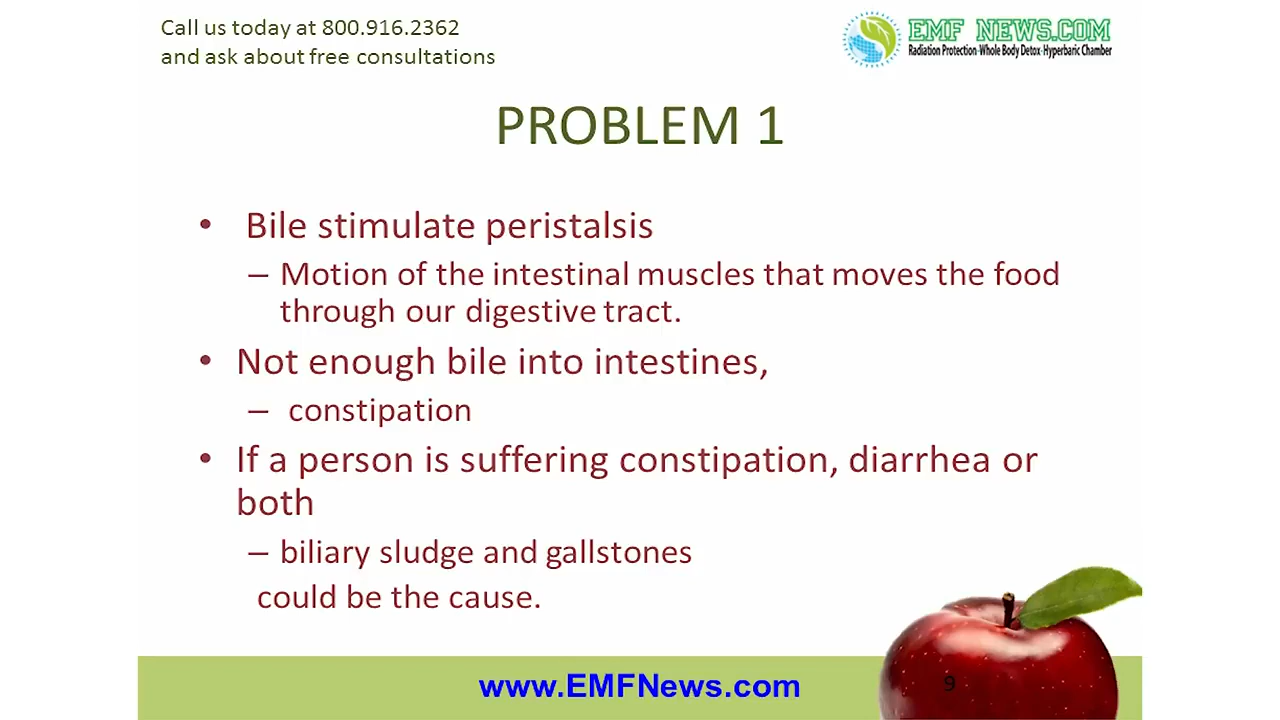 Call us today at 800.916.2362
and ask about free consultations
EMF NEWS.COM
Radiation Protection-Whole Body Detox-Hyperbaric Chamber
PROBLEM 1
• Bile stimulate peristalsis
– Motion of the intestinal muscles that moves the food
through our digestive tract.
• Not enough bile into intestines,
– constipation
• If a person is suffering constipation, diarrhea or
both
– biliary sludge and gallstones
could be the cause.
www.EMFNews.com
9